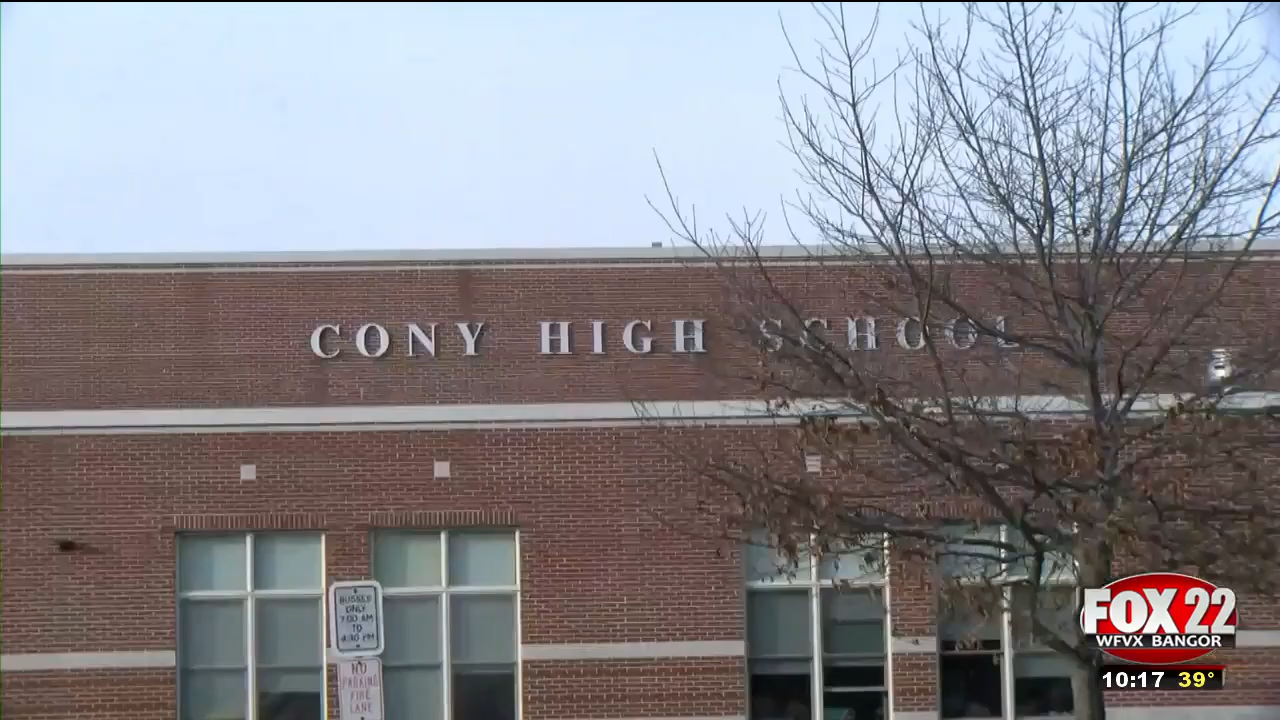 CONY HIGH SCHOOL
BUSSES
ONLY
7:00 AM
TO
4:30 PM
NO
PARKING
FIRE
LANE
FOX 22
WFVX BANGOR
10:17 39°